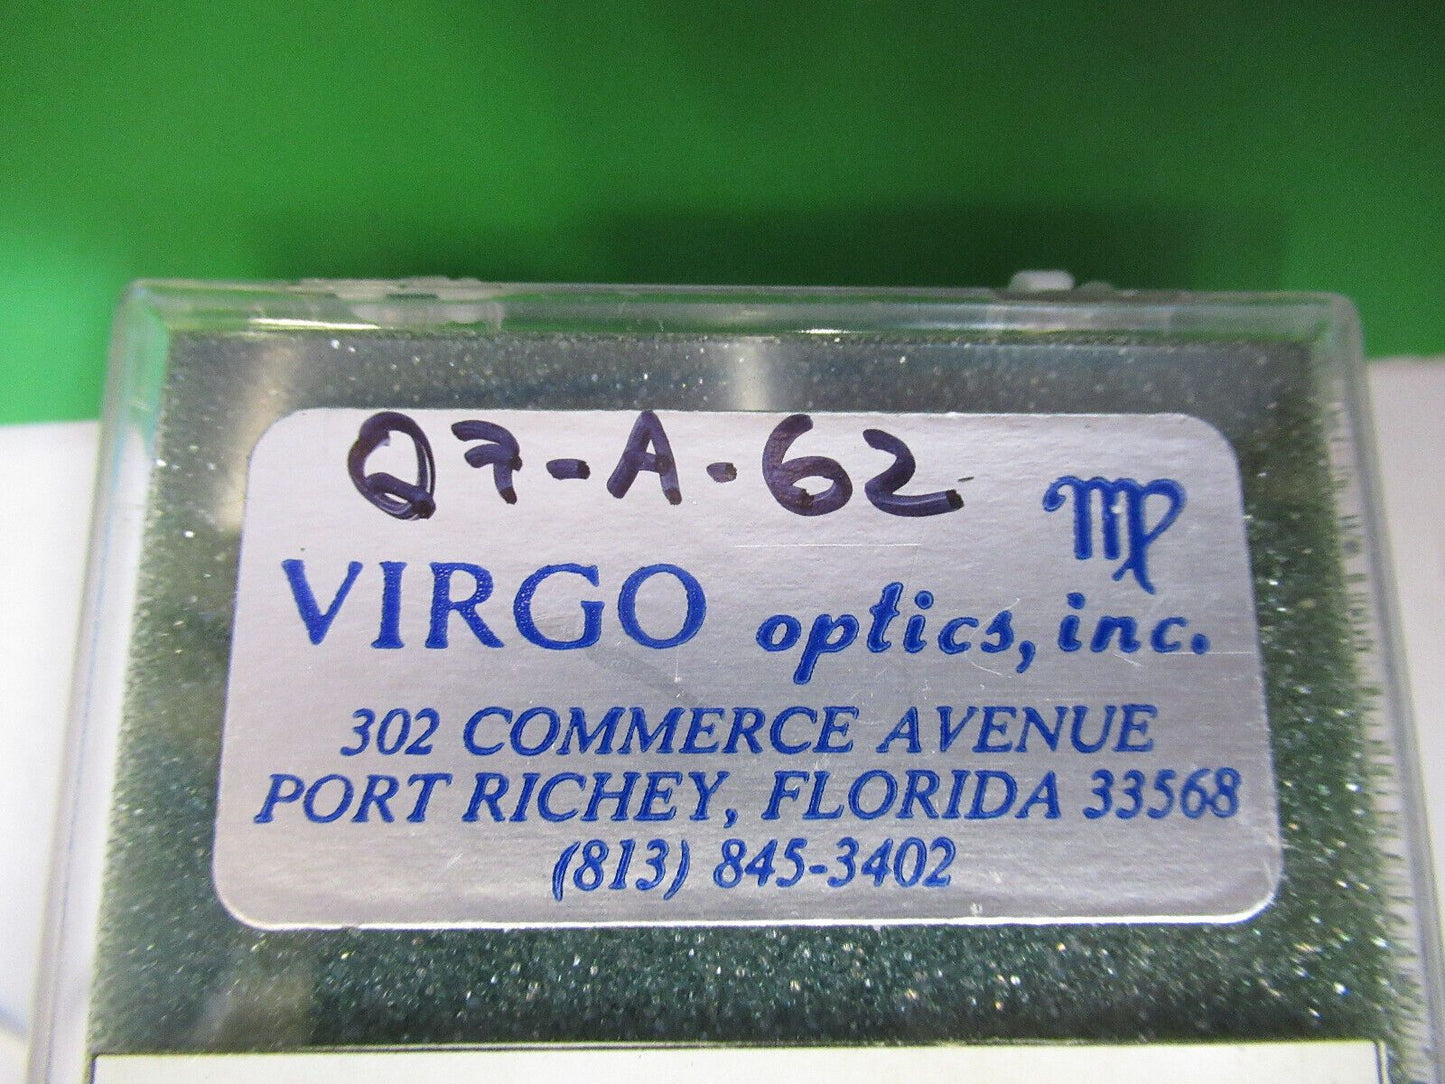 Q7-A-62
VIRGO optics, inc.
302 COMMERCE AVENUE
PORT RICHEY, FLORIDA 33568
(813) 845-3402